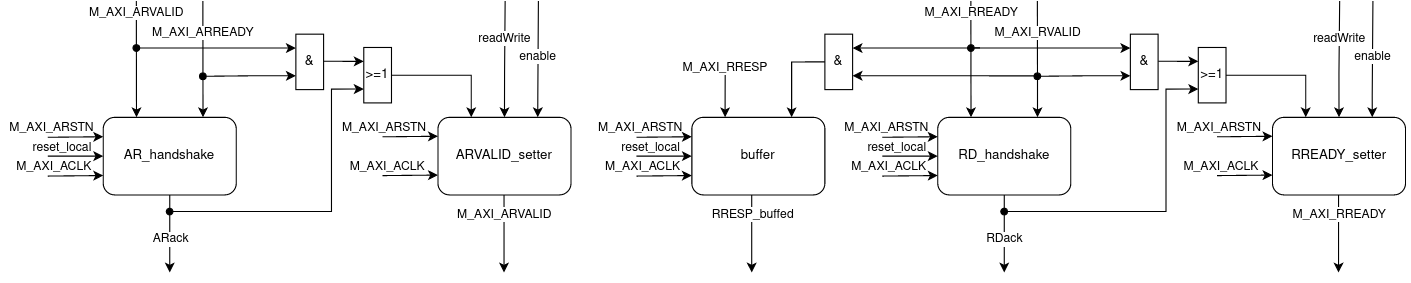 M_AXI_ARVALID
M_AXI_ARREADY
&
>=1
readWrite
enable
M_AXI_ARSTN
reset_local
M_AXI_ACLK
AR_handshake
M_AXI_ARSTN
M_AXI_ACLK
ARVALID_setter
M_AXI_ARVALID
ARack
M_AXI_RRESP
&
M_AXI_RREADY
M_AXI_RVALID
&
>=1
readWrite
enable
M_AXI_ARSTN
reset_local
M_AXI_ACLK
buffer
RRESP_buffed
M_AXI_ARSTN
reset_local
M_AXI_ACLK
RD_handshake
M_AXI_ARSTN
M_AXI_ACLK
RREADY_setter
M_AXI_RREADY
RDack